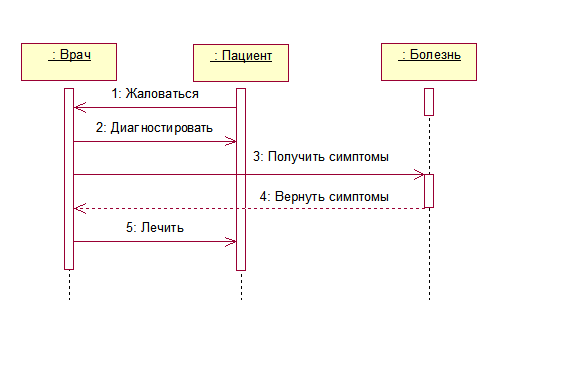 : Врач
: Пациент
: Болезнь
1: Жаловаться
2: Диагностировать
3: Получить симптомы
4: Вернуть симптомы
5: Лечить